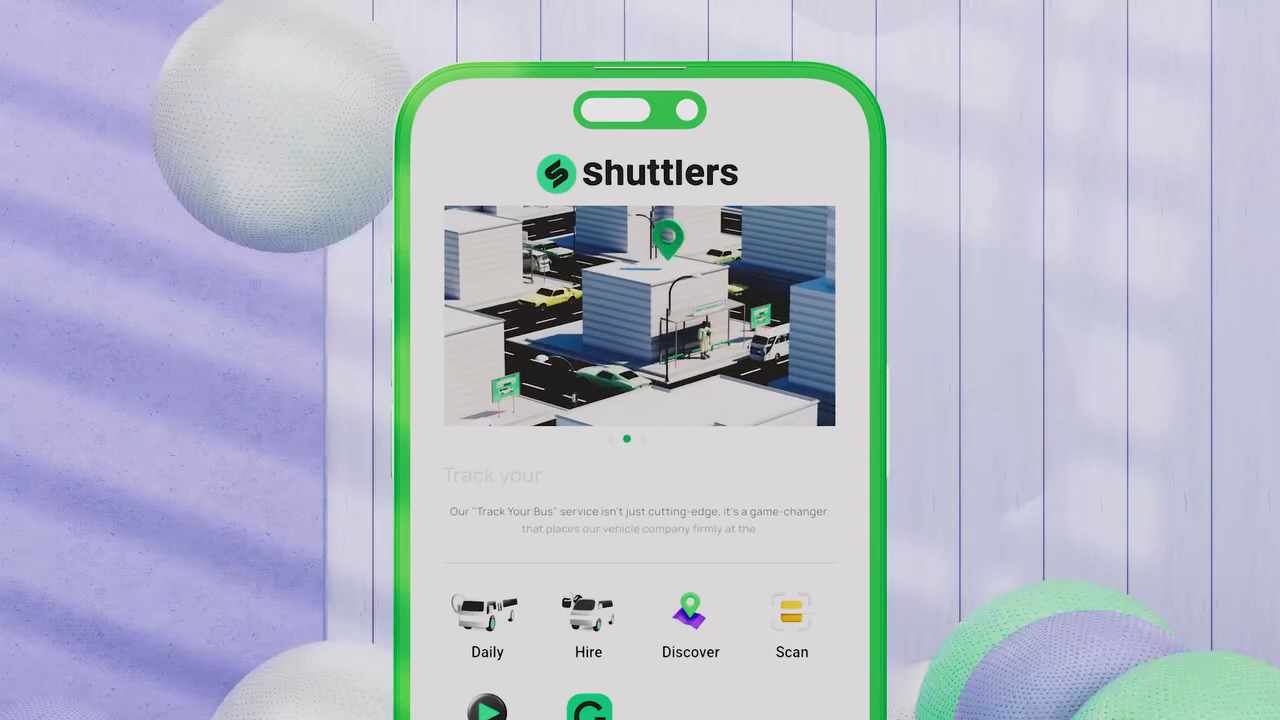 Shuttlers
Track your
Our "Track Your Bus" service isn't just cutting-edge, it's a game-changer
that places our vehicle company firmly at the
Daily
Hire
Discover
Scan